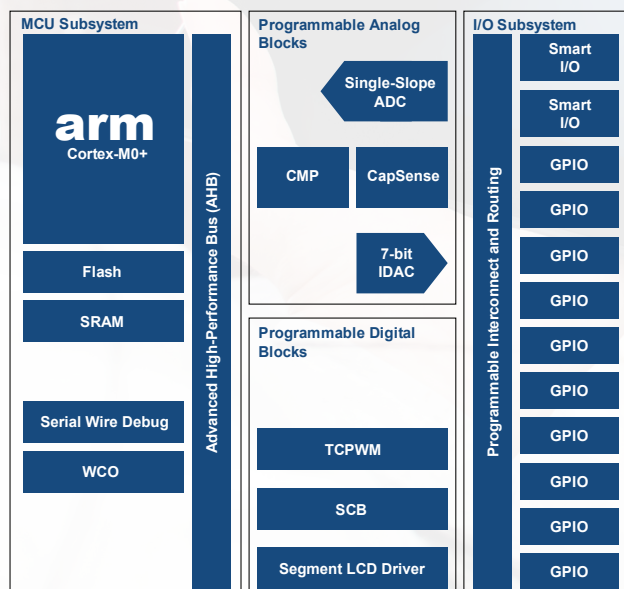 MCU Subsystem
arm
Cortex-M0+
Flash
SRAM
Serial Wire Debug
WCO
Advanced High-Performance Bus (AHB)
Programmable Analog
Blocks
Single-Slope
ADC
CMP
CapSense
7-bit
IDAC
Programmable Digital
Blocks
TCPWM
SCB
Segment LCD Driver
I/O Subsystem
Programmable Interconnect and Routing
Smart
I/O
Smart
I/O
GPIO
GPIO
GPIO
GPIO
GPIO
GPIO
GPIO
GPIO
GPIO
GPIO